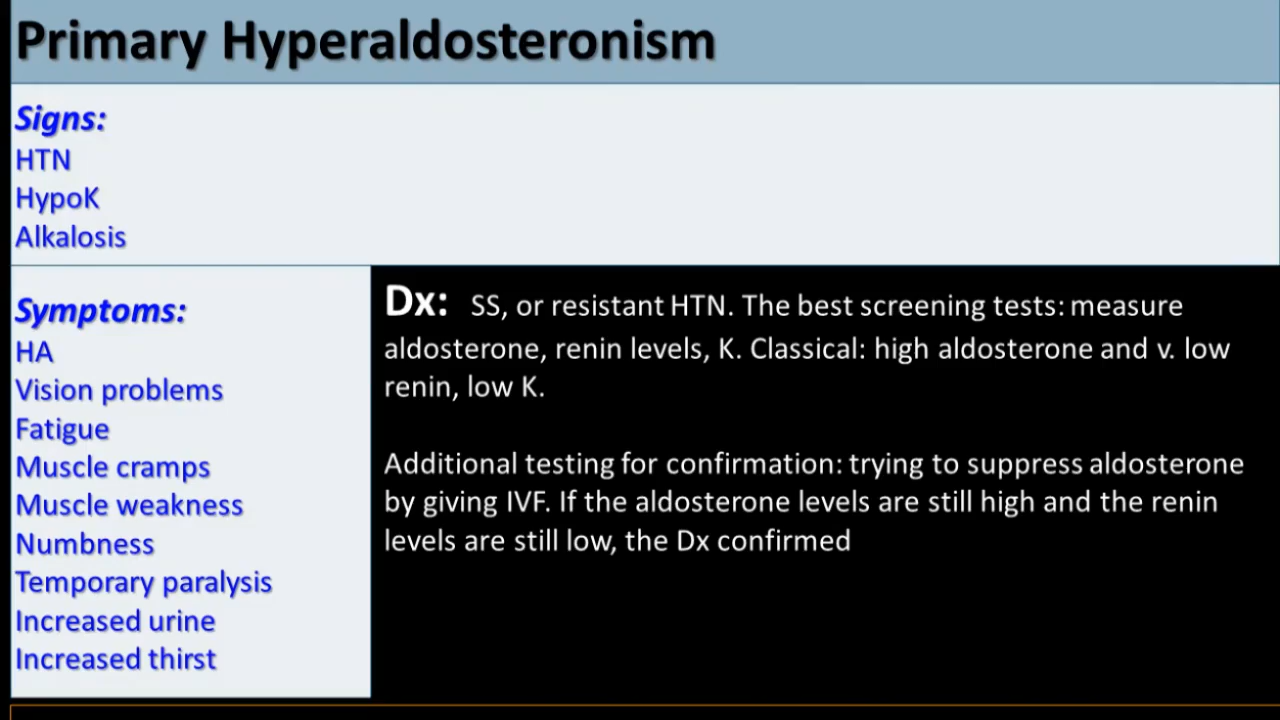 Primary Hyperaldosteronism
Signs:
HTN
HypoK
Alkalosis
Symptoms:
HA
Vision problems
Fatigue
Muscle cramps
Muscle weakness
Numbness
Temporary paralysis
Increased urine
Increased thirst
Dx: SS, or resistant HTN. The best screening tests: measure
aldosterone, renin levels, K. Classical: high aldosterone and v. low
renin, low K.
Additional testing for confirmation: trying to suppress aldosterone
by giving IVF. If the aldosterone levels are still high and the renin
levels are still low, the Dx confirmed